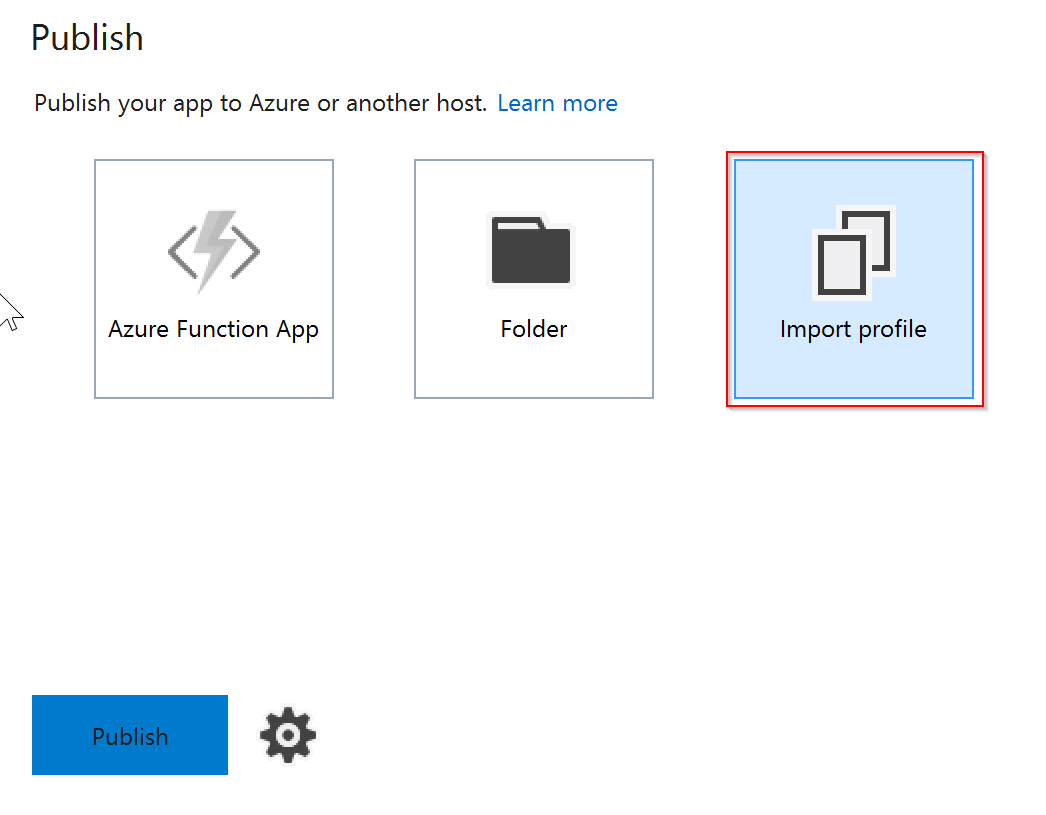 Publish
Publish your app to Azure or another host. Learn more
Azure Function App
Folder
Import profile
Publish